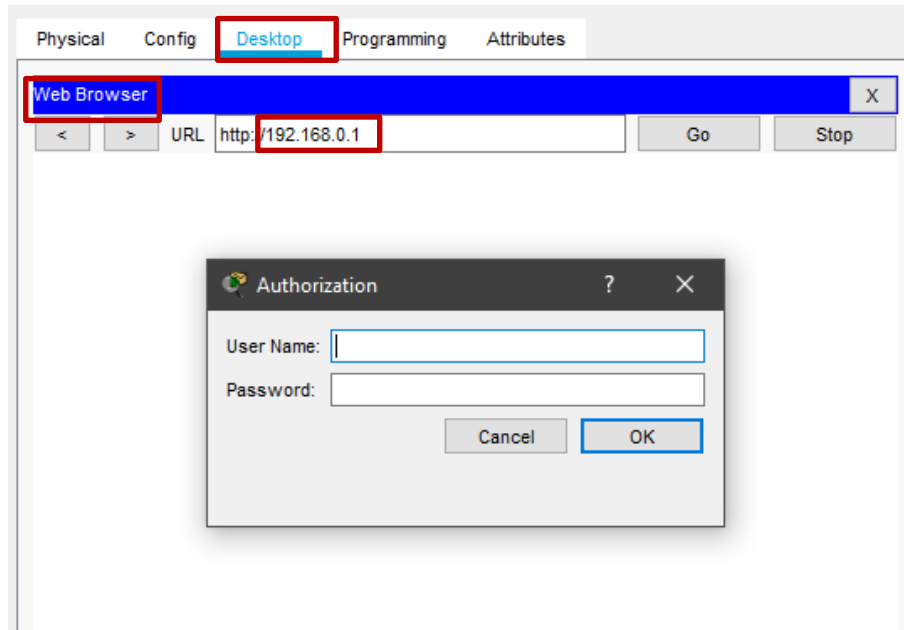 Physical Config Desktop Programming Attributes
Web Browser X
< > URL http://192.168.0.1 Go Stop
Authorization ? X
User Name:
Password:
Cancel OK